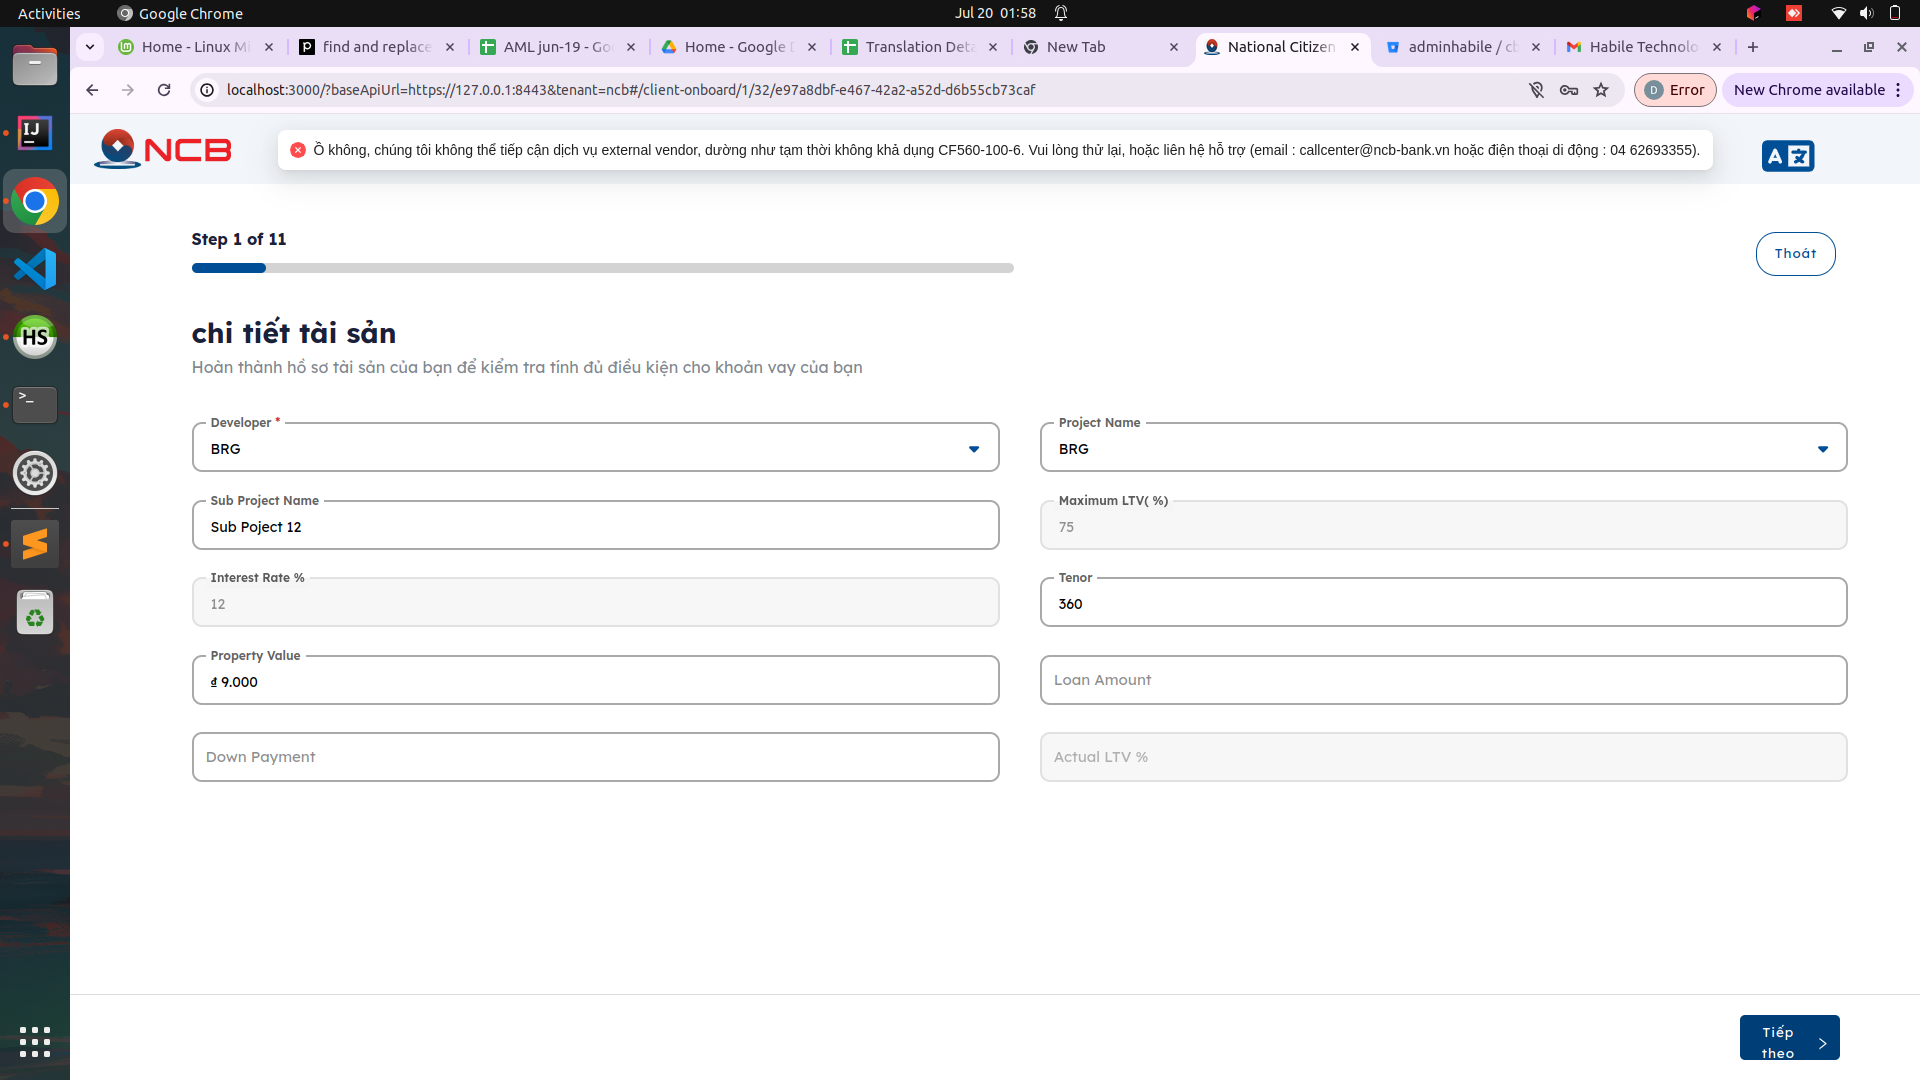 Activities
Google Chrome
Jul 20 01:58
Home - Linux Mi
find and replace
AML jun-19 - Go
Home - Google D
Translation Deta
New Tab
National Citizen
adminhabile / cb
Habile Technolo
localhost:3000/?baseApiUrl=https://127.0.0.1:8443&tenant=ncb#/client-onboard/1/32/e97a8dbf-e467-42a2-a52d-d6b55cb73caf
D Error
New Chrome available
NCB
Ồ không, chúng tôi không thể tiếp cận dịch vụ external vendor, dường như tạm thời không khả dụng CF560-100-6. Vui lòng thử lại, hoặc liên hệ hỗ trợ (email : callcenter@ncb-bank.vn hoặc điện thoại di động : 04 62693355).
A 文
Step 1 of 11
Thoát
chi tiết tài sản
Hoàn thành hồ sơ tài sản của bạn để kiểm tra tính đủ điều kiện cho khoản vay của bạn
Developer *
BRG
Project Name
BRG
Sub Project Name
Sub Poject 12
Maximum LTV( %)
75
Interest Rate %
12
Tenor
360
Property Value
₫ 9.000
Loan Amount
Down Payment
Actual LTV %
Tiếp
theo
IJ
HS
>_